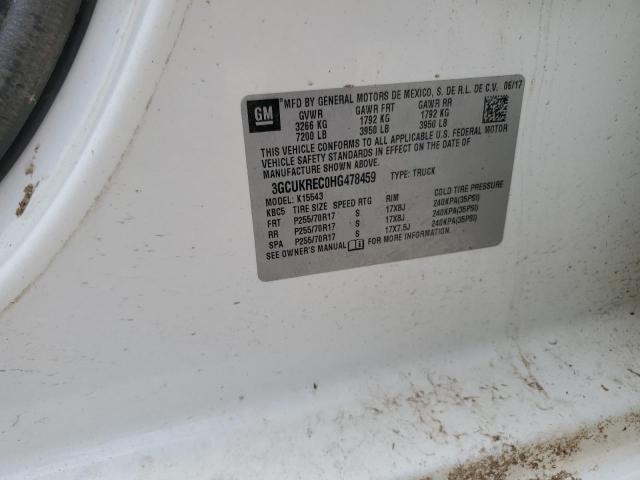 GM
MFD BY GENERAL MOTORS DE MEXICO, S. DE R.L. DE C.V. 06/17
GVWR GAWR FRT GAWR RR
3266 KG 1792 KG 1792 KG
7200 LB 3950 LB 3950 LB
THIS VEHICLE CONFORMS TO ALL APPLICABLE U.S. FEDERAL MOTOR
VEHICLE SAFETY STANDARDS IN EFFECT ON THE DATE OF
MANUFACTURE SHOWN ABOVE.
3GCUKREC0HG478459 TYPE: TRUCK
MODEL: K15543
KBC5 TIRE SIZE SPEED RTG RIM COLD TIRE PRESSURE
FRT P255/70R17 S 17X8J 240KPA(35PSI)
RR P255/70R17 S 17X8J 240KPA(35PSI)
SPA P255/70R17 S 17X7.5J 240KPA(35PSI)
SEE OWNER'S MANUAL FOR MORE INFORMATION.